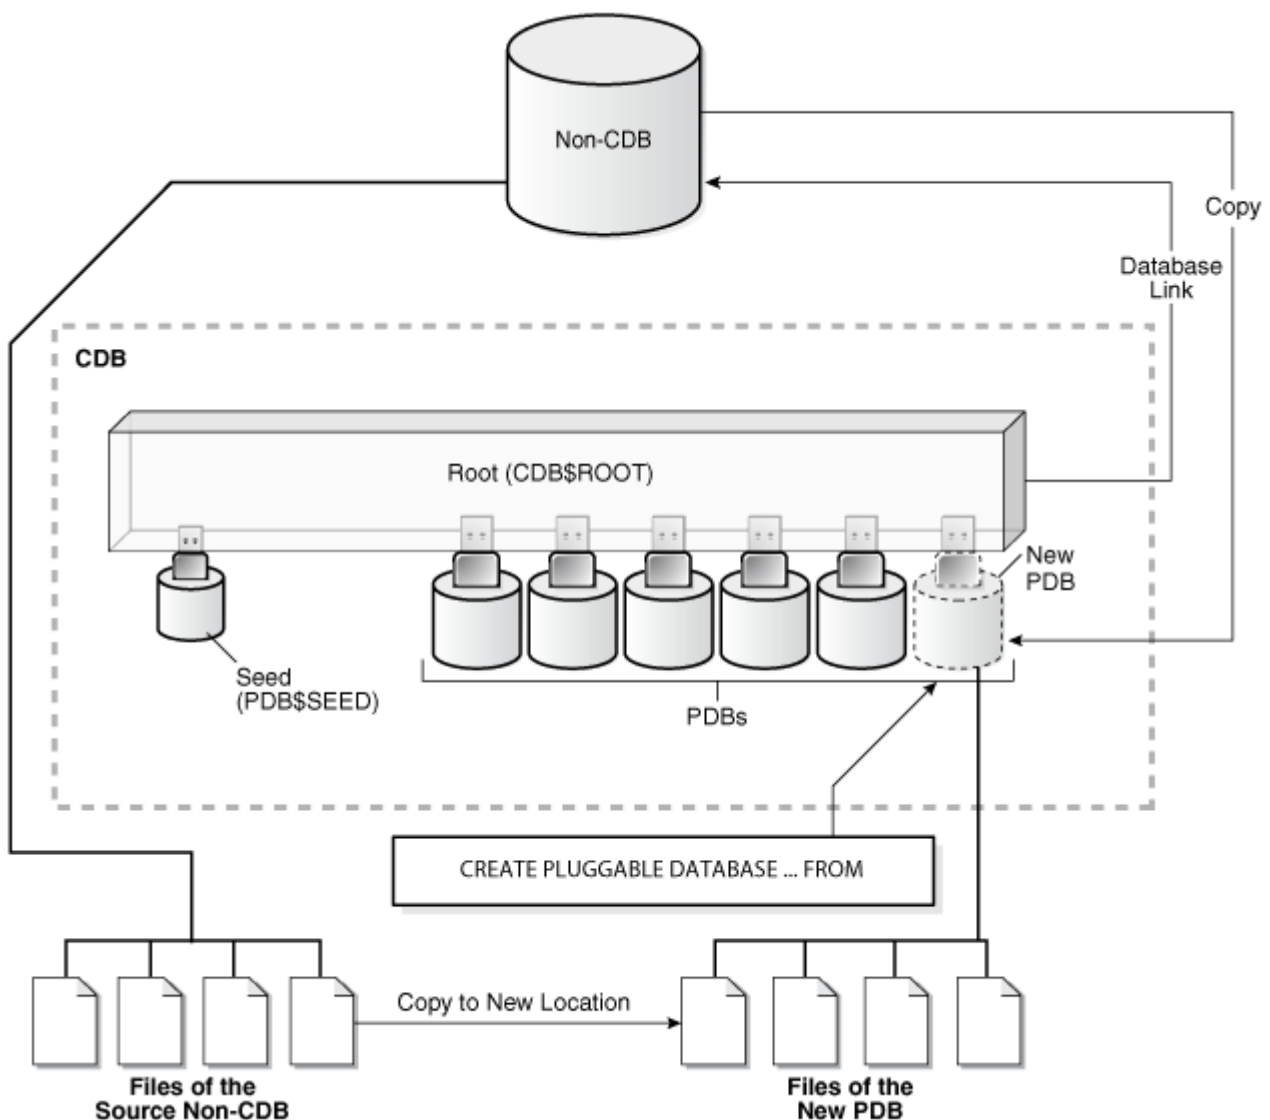 Non-CDB
Copy
Database
Link
CDB
Root (CDB$ROOT)
New
PDB
Seed
(PDB$SEED)
PDBs
CREATE PLUGGABLE DATABASE ... FROM
Copy to New Location
Files of the
Source Non-CDB
Files of the
New PDB